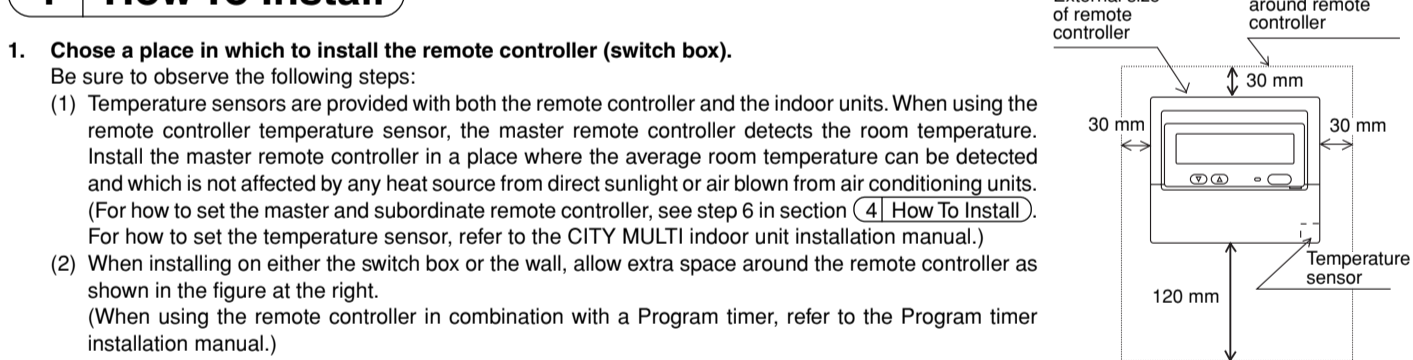 How To Install
1. Chose a place in which to install the remote controller (switch box).
Be sure to observe the following steps:
(1) Temperature sensors are provided with both the remote controller and the indoor units. When using the
remote controller temperature sensor, the master remote controller detects the room temperature.
Install the master remote controller in a place where the average room temperature can be detected
and which is not affected by any heat source from direct sunlight or air blown from air conditioning units.
(For how to set the master and subordinate remote controller, see step 6 in section 4 How To Install.
For how to set the temperature sensor, refer to the CITY MULTI indoor unit installation manual.)
(2) When installing on either the switch box or the wall, allow extra space around the remote controller as
shown in the figure at the right.
(When using the remote controller in combination with a Program timer, refer to the Program timer
installation manual.)
External size
of remote
controller
around remote
controller
30 mm
30 mm
30 mm
Temperature
sensor
120 mm